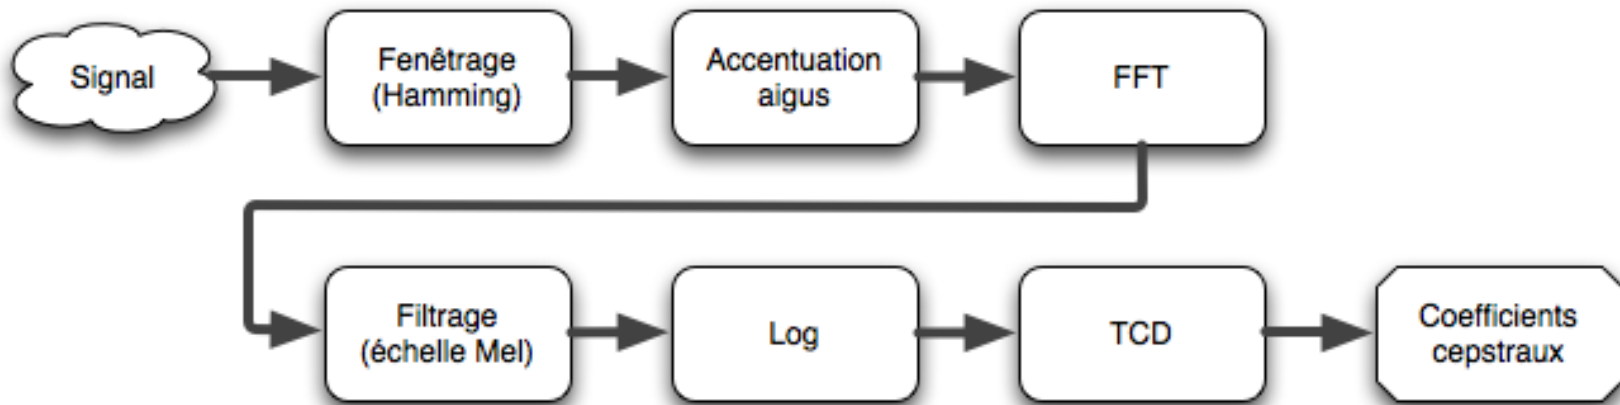 Signal
Fenêtrage
(Hamming)
Accentuation
aigus
FFT
Filtrage
(échelle Mel)
Log
TCD
Coefficients
cepstraux